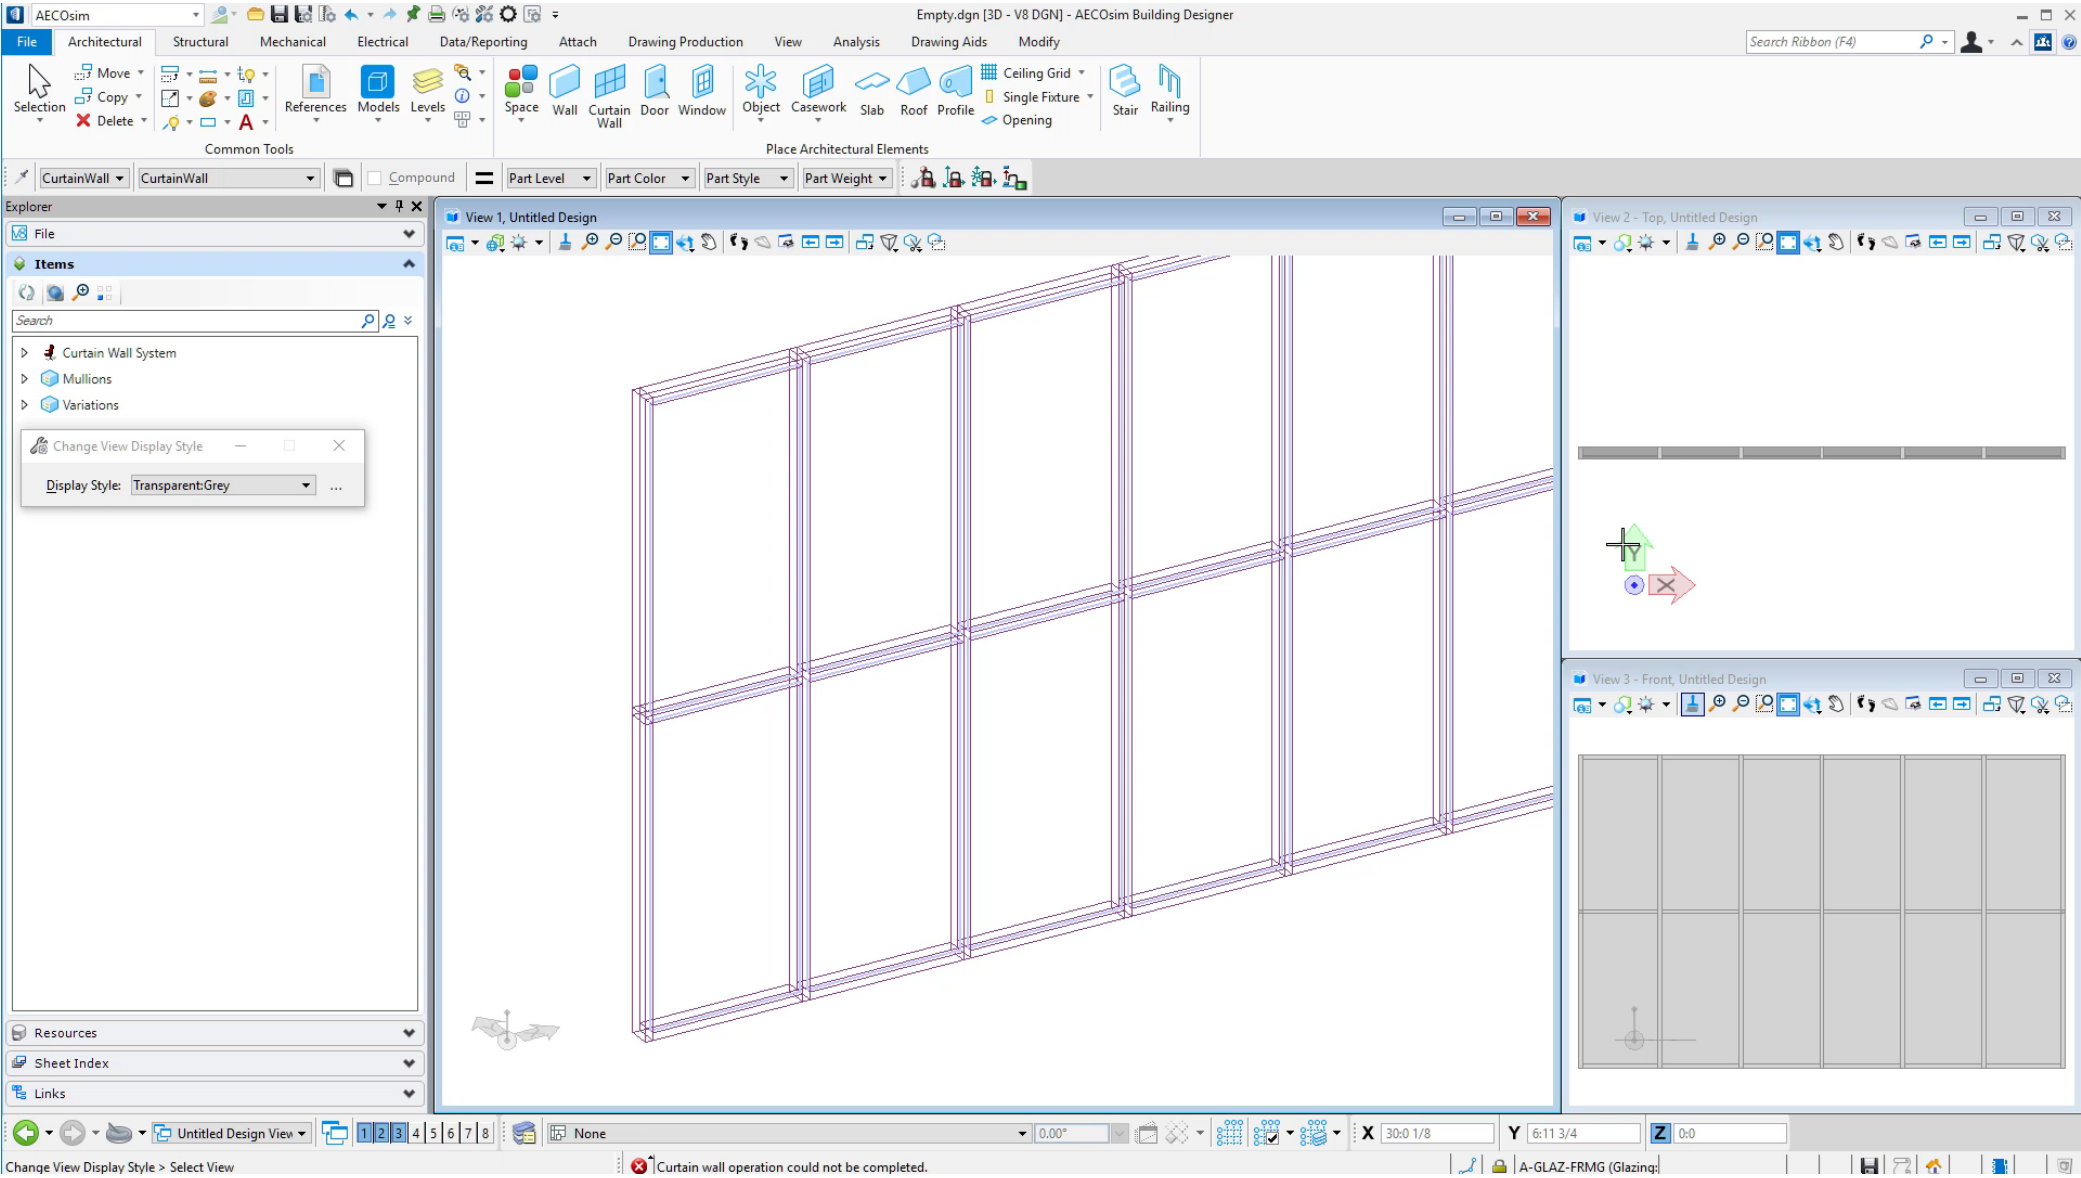 AECOsim
Empty.dgn [3D - V8 DGN] - AECOsim Building Designer
File Architectural Structural Mechanical Electrical Data/Reporting Attach Drawing Production View Analysis Drawing Aids Modify
Search Ribbon (F4)
Selection
Move
Copy
Delete
References Models Levels
Common Tools
Space Wall Curtain Wall Door Window Object Casework Slab Roof Profile
Ceiling Grid
Single Fixture
Opening
Stair Railing
Place Architectural Elements
CurtainWall CurtainWall Compound Part Level Part Color Part Style Part Weight
Explorer
File
Items
Search
Curtain Wall System
Mullions
Variations
Change View Display Style
Display Style: Transparent:Grey ...
Resources
Sheet Index
Links
View 1, Untitled Design
View 2 - Top, Untitled Design
Y
X
View 3 - Front, Untitled Design
Untitled Design View 1 2 3 4 5 6 7 8 None 0.00° X 30:0 1/8 Y 6:11 3/4 Z 0:0
Change View Display Style > Select View
Curtain wall operation could not be completed.
A-GLAZ-FRMG (Glazing: